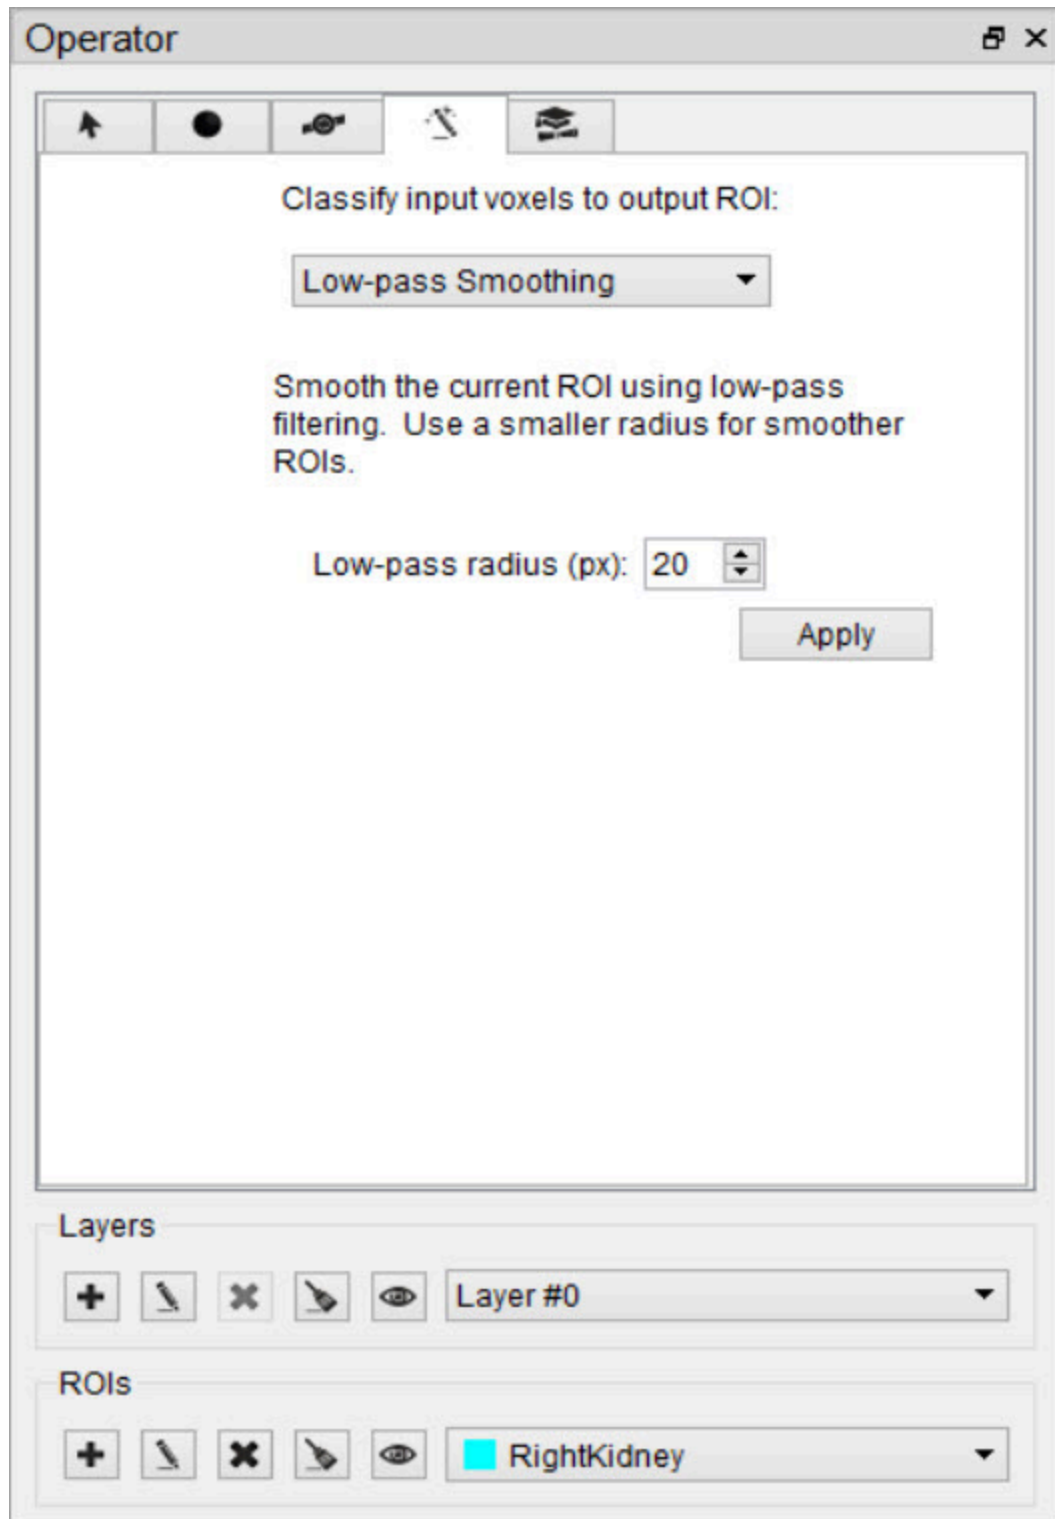 Operator
Classify input voxels to output ROI:
Low-pass Smoothing
Smooth the current ROI using low-pass
filtering.  Use a smaller radius for smoother
ROIs.
Low-pass radius (px): 20
Apply
Layers
Layer #0
ROIs
RightKidney